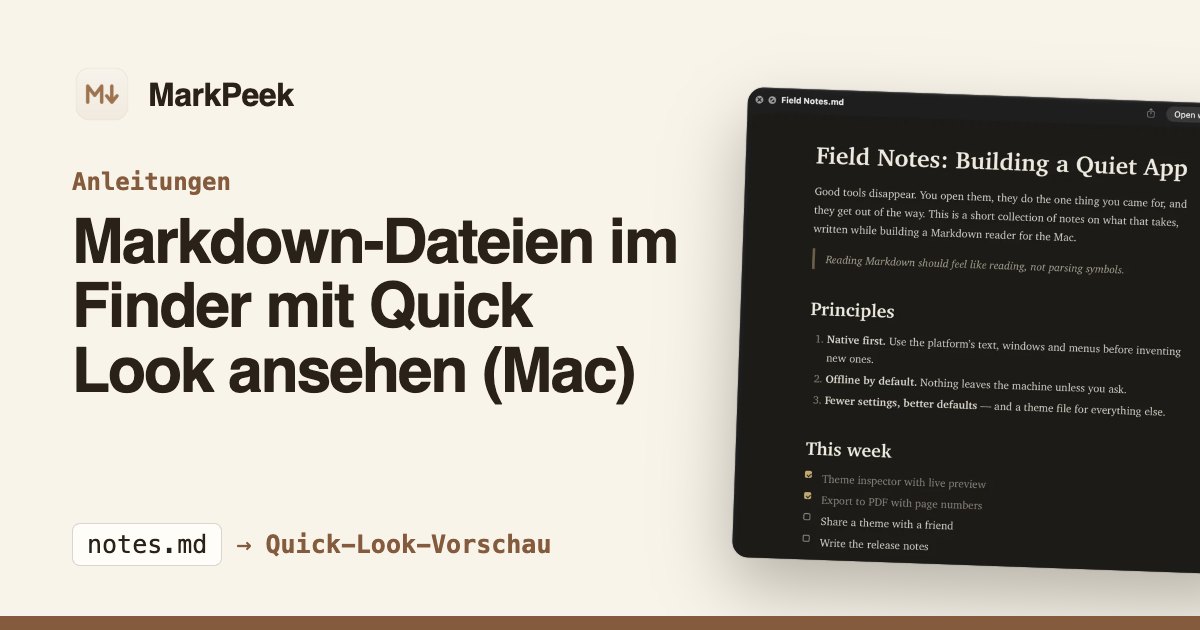 M↓ MarkPeek
Anleitungen
Markdown-Dateien im
Finder mit Quick
Look ansehen (Mac)
notes.md → Quick-Look-Vorschau
Field Notes.md
Open
Field Notes: Building a Quiet App
Good tools disappear. You open them, they do the one thing you came for, and
they get out of the way. This is a short collection of notes on what that takes,
written while building a Markdown reader for the Mac.
Reading Markdown should feel like reading, not parsing symbols.
Principles
1. Native first. Use the platform's text, windows and menus before inventing
new ones.
2. Offline by default. Nothing leaves the machine unless you ask.
3. Fewer settings, better defaults — and a theme file for everything else.
This week
Theme inspector with live preview
Export to PDF with page numbers
Share a theme with a friend
Write the release notes